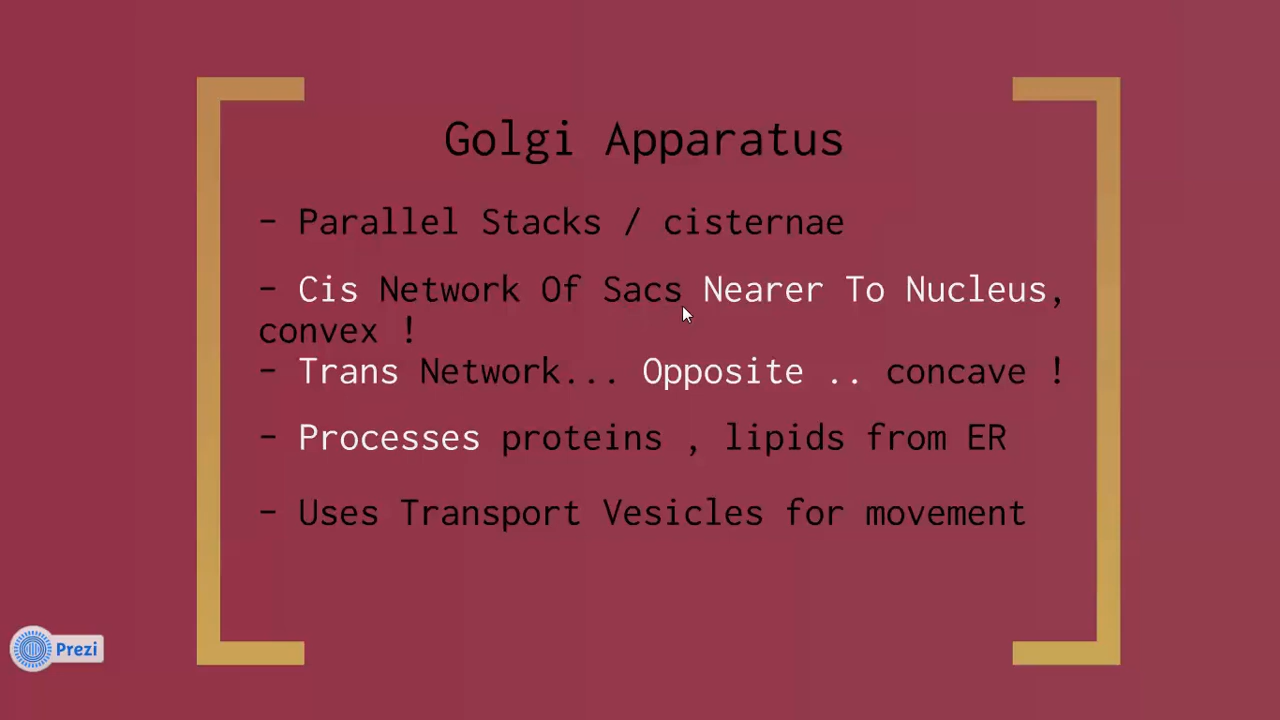 Golgi Apparatus
- Parallel Stacks / cisternae
- Cis Network Of Sacs Nearer To Nucleus,
convex !
- Trans Network... Opposite .. concave !
- Processes proteins , lipids from ER
- Uses Transport Vesicles for movement
Prezi